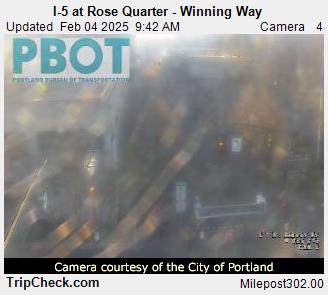 I-5 at Rose Quarter - Winning Way
Updated Feb 04 2025 9:42 AM Camera 4
PBOT
PORTLAND BUREAU OF TRANSPORTATION
Camera courtesy of the City of Portland
TripCheck.com Milepost302.00